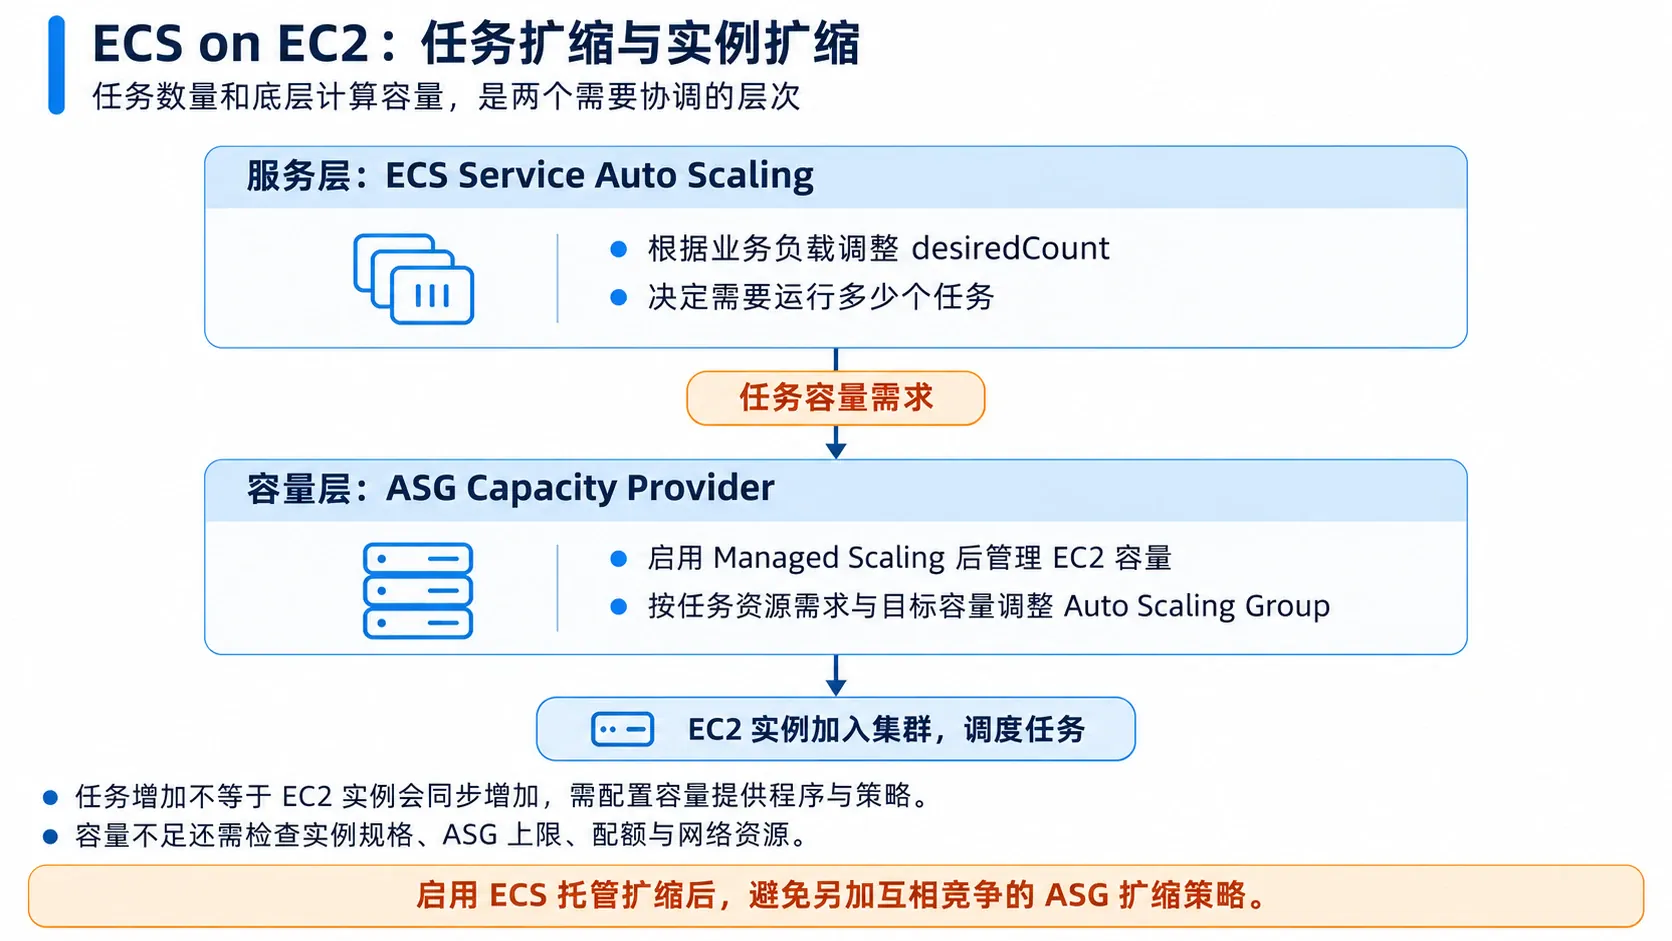 ECS on EC2：任务扩缩与实例扩缩
任务数量和底层计算容量，是两个需要协调的层次
服务层：ECS Service Auto Scaling
根据业务负载调整 desiredCount
决定需要运行多少个任务
任务容量需求
容量层：ASG Capacity Provider
启用 Managed Scaling 后管理 EC2 容量
按任务资源需求与目标容量调整 Auto Scaling Group
EC2 实例加入集群，调度任务
任务增加不等于 EC2 实例会同步增加，需配置容量提供程序与策略。
容量不足还需检查实例规格、ASG 上限、配额与网络资源。
启用 ECS 托管扩缩后，避免另加互相竞争的 ASG 扩缩策略。